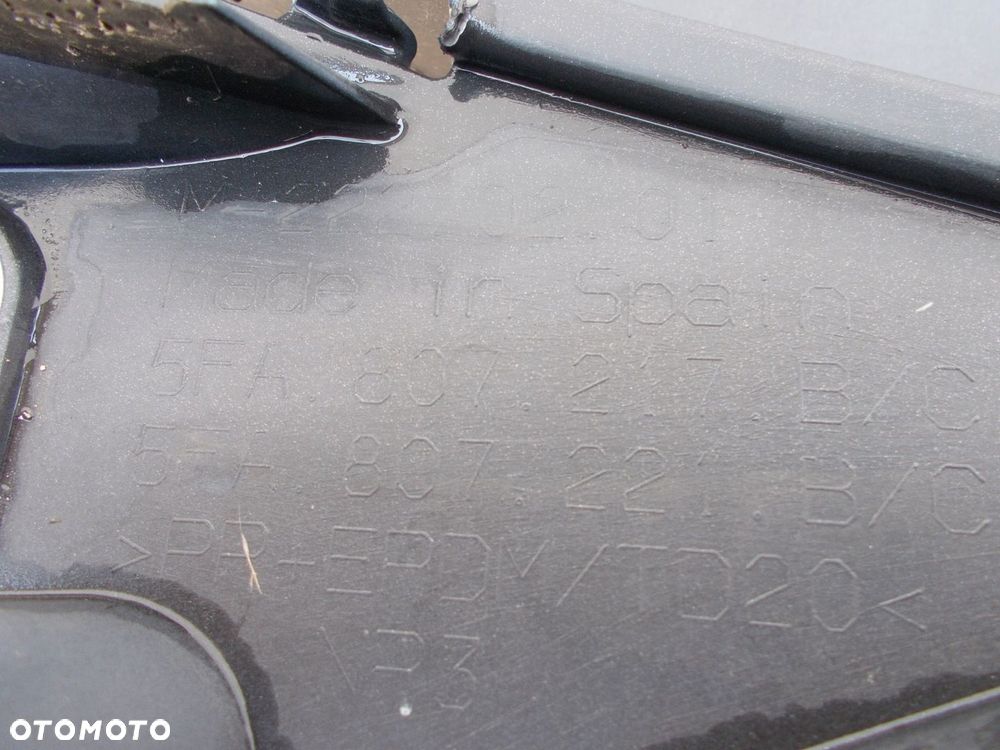 made in Spain
5FA.807.217.B/C
5FA.807.221.B/C
>PP+EPDM/TD20<
OTOMOTO